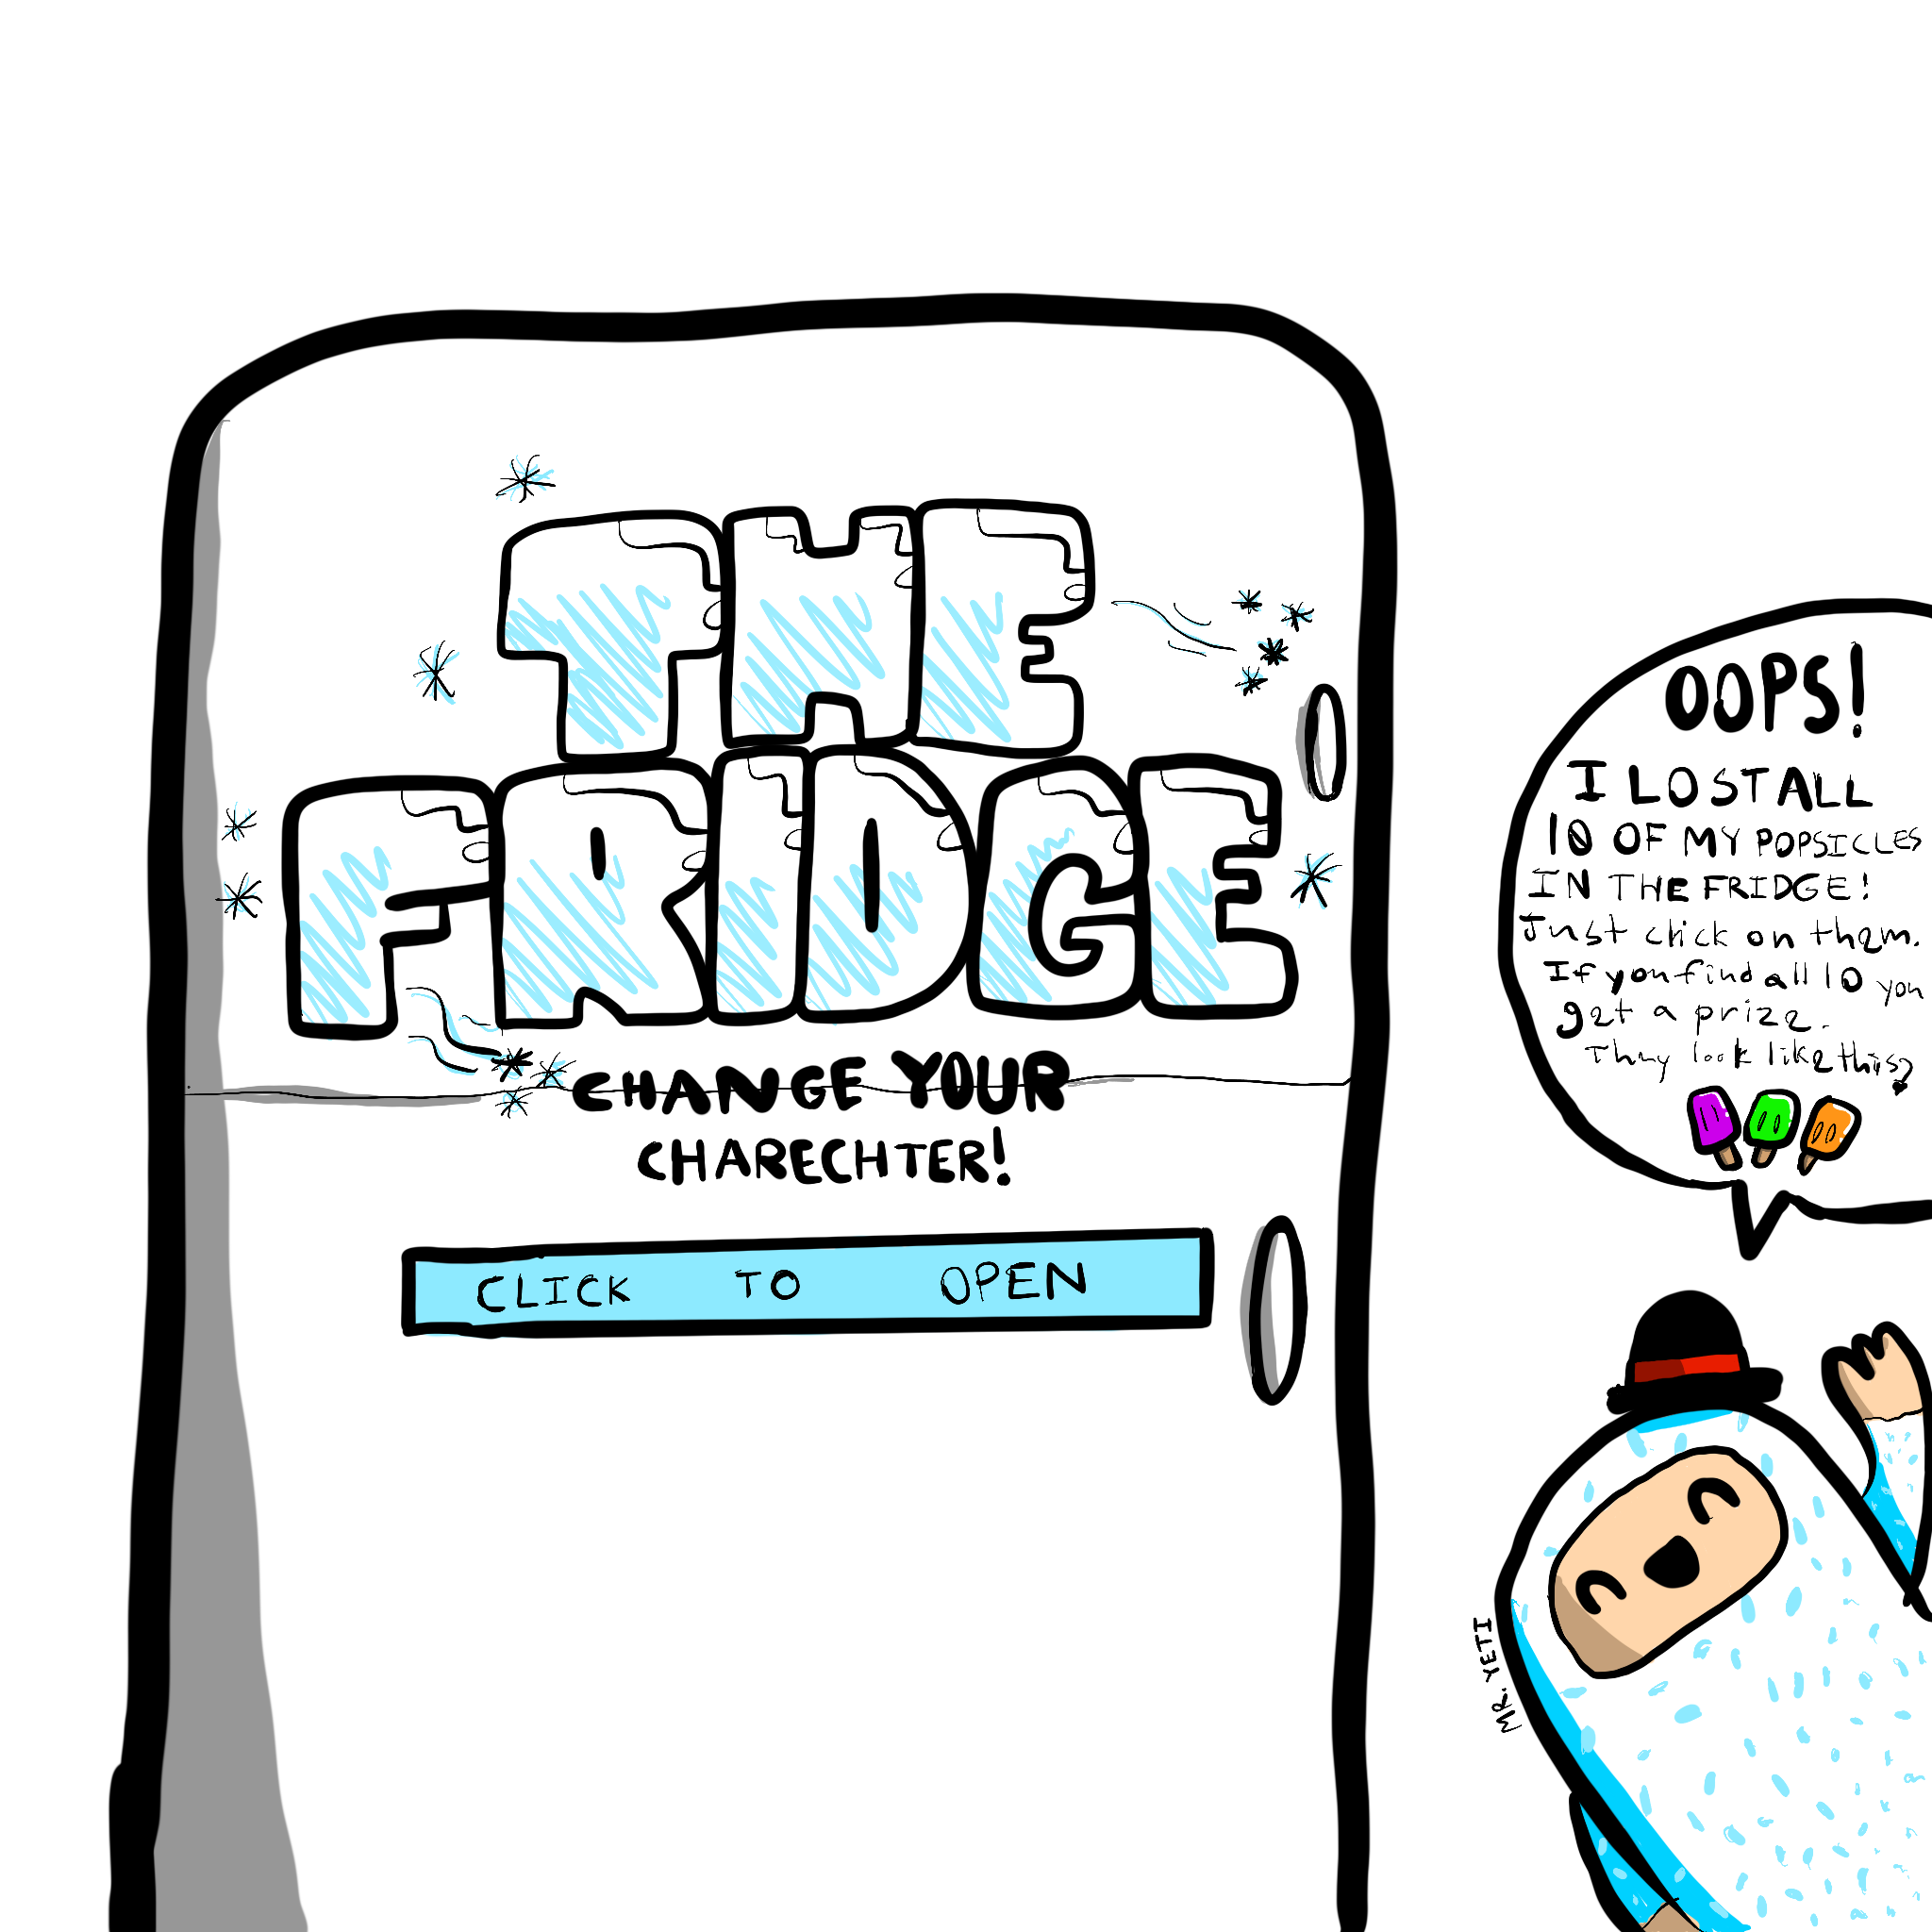 THE
FRIDGE
CHANGE YOUR
CHARECHTER!
CLICK TO OPEN
OOPS!
I LOST ALL
10 OF MY POPSICLES
IN THE FRIDGE!
Just click on them.
If you find all 10 you
get a prize.
They look like this
MR. YETI